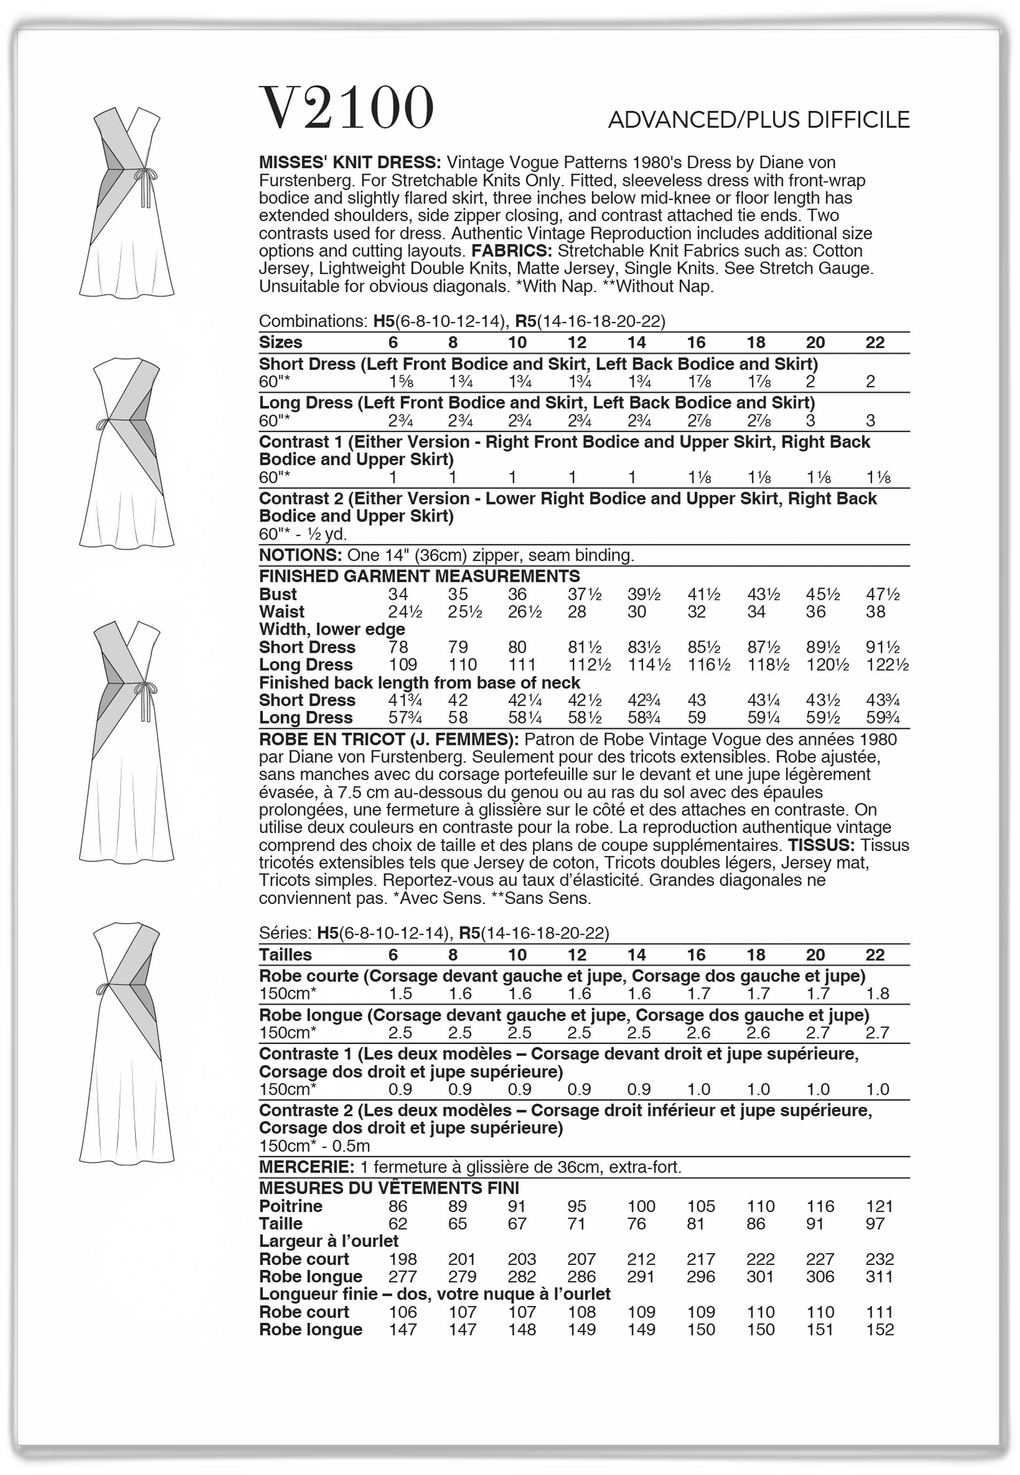 V2100
ADVANCED/PLUS DIFFICILE
MISSES' KNIT DRESS: Vintage Vogue Patterns 1980's Dress by Diane von
Furstenberg. For Stretchable Knits Only. Fitted, sleeveless dress with front-wrap
bodice and slightly flared skirt, three inches below mid-knee or floor length has
extended shoulders, side zipper closing, and contrast attached tie ends. Two
contrasts used for dress. Authentic Vintage Reproduction includes additional size
options and cutting layouts. FABRICS: Stretchable Knit Fabrics such as: Cotton
Jersey, Lightweight Double Knits, Matte Jersey, Single Knits. See Stretch Gauge.
Unsuitable for obvious diagonals. *With Nap. **Without Nap.
Combinations: H5(6-8-10-12-14), R5(14-16-18-20-22)
Sizes 6 8 10 12 14 16 18 20 22
Short Dress (Left Front Bodice and Skirt, Left Back Bodice and Skirt)
60"* 1⅝ 1¾ 1¾ 1¾ 1¾ 1⅞ 1⅞ 2 2
Long Dress (Left Front Bodice and Skirt, Left Back Bodice and Skirt)
60"* 2¾ 2¾ 2¾ 2¾ 2¾ 2⅞ 2⅞ 3 3
Contrast 1 (Either Version - Right Front Bodice and Upper Skirt, Right Back
Bodice and Upper Skirt)
60"* 1 1 1 1 1 1⅛ 1⅛ 1⅛ 1⅛
Contrast 2 (Either Version - Lower Right Bodice and Upper Skirt, Right Back
Bodice and Upper Skirt)
60"* - ½ yd.
NOTIONS: One 14" (36cm) zipper, seam binding.
FINISHED GARMENT MEASUREMENTS
Bust 34 35 36 37½ 39½ 41½ 43½ 45½ 47½
Waist 24½ 25½ 26½ 28 30 32 34 36 38
Width, lower edge
Short Dress 78 79 80 81½ 83½ 85½ 87½ 89½ 91½
Long Dress 109 110 111 112½ 114½ 116½ 118½ 120½ 122½
Finished back length from base of neck
Short Dress 41¾ 42 42¼ 42½ 42¾ 43 43¼ 43½ 43¾
Long Dress 57¾ 58 58¼ 58½ 58¾ 59 59¼ 59½ 59¾
ROBE EN TRICOT (J. FEMMES): Patron de Robe Vintage Vogue des années 1980
par Diane von Furstenberg. Seulement pour des tricots extensibles. Robe ajustée,
sans manches avec du corsage portefeuille sur le devant et une jupe légèrement
évasée, à 7.5 cm au-dessous du genou ou au ras du sol avec des épaules
prolongées, une fermeture à glissière sur le côté et des attaches en contraste. On
utilise deux couleurs en contraste pour la robe. La reproduction authentique vintage
comprend des choix de taille et des plans de coupe supplémentaires. TISSUS: Tissus
tricotés extensibles tels que Jersey de coton, Tricots doubles légers, Jersey mat,
Tricots simples. Reportez-vous au taux d'élasticité. Grandes diagonales ne
conviennent pas. *Avec Sens. **Sans Sens.
Séries: H5(6-8-10-12-14), R5(14-16-18-20-22)
Tailles 6 8 10 12 14 16 18 20 22
Robe courte (Corsage devant gauche et jupe, Corsage dos gauche et jupe)
150cm* 1.5 1.6 1.6 1.6 1.6 1.7 1.7 1.7 1.8
Robe longue (Corsage devant gauche et jupe, Corsage dos gauche et jupe)
150cm* 2.5 2.5 2.5 2.5 2.5 2.6 2.6 2.7 2.7
Contraste 1 (Les deux modèles – Corsage devant droit et jupe supérieure,
Corsage dos droit et jupe supérieure)
150cm* 0.9 0.9 0.9 0.9 0.9 1.0 1.0 1.0 1.0
Contraste 2 (Les deux modèles – Corsage droit inférieur et jupe supérieure,
Corsage dos droit et jupe supérieure)
150cm* - 0.5m
MERCERIE: 1 fermeture à glissière de 36cm, extra-fort.
MESURES DU VÊTEMENTS FINI
Poitrine 86 89 91 95 100 105 110 116 121
Taille 62 65 67 71 76 81 86 91 97
Largeur à l'ourlet
Robe court 198 201 203 207 212 217 222 227 232
Robe longue 277 279 282 286 291 296 301 306 311
Longueur finie – dos, votre nuque à l'ourlet
Robe court 106 107 107 108 109 109 110 110 111
Robe longue 147 147 148 149 149 150 150 151 152